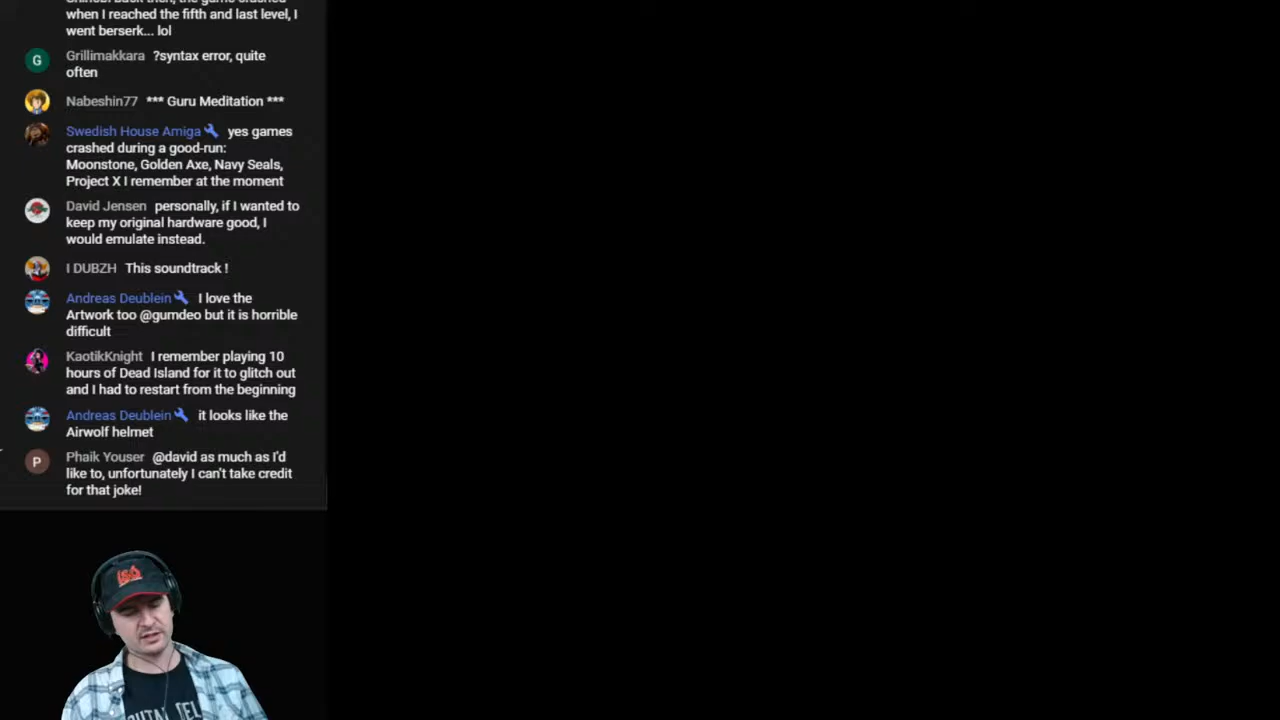 when I reached the fifth and last level, I
went berserk... lol
Grillimakkara ?syntax error, quite
often
Nabeshin77 *** Guru Meditation ***
Swedish House Amiga yes games
crashed during a good-run:
Moonstone, Golden Axe, Navy Seals,
Project X I remember at the moment
David Jensen personally, if I wanted to
keep my original hardware good, I
would emulate instead.
I DUBZH This soundtrack !
Andreas Deublein I love the
Artwork too @gumdeo but it is horrible
difficult
KaotikKnight I remember playing 10
hours of Dead Island for it to glitch out
and I had to restart from the beginning
Andreas Deublein it looks like the
Airwolf helmet
Phaik Youser @david as much as I'd
like to, unfortunately I can't take credit
for that joke!
G
P